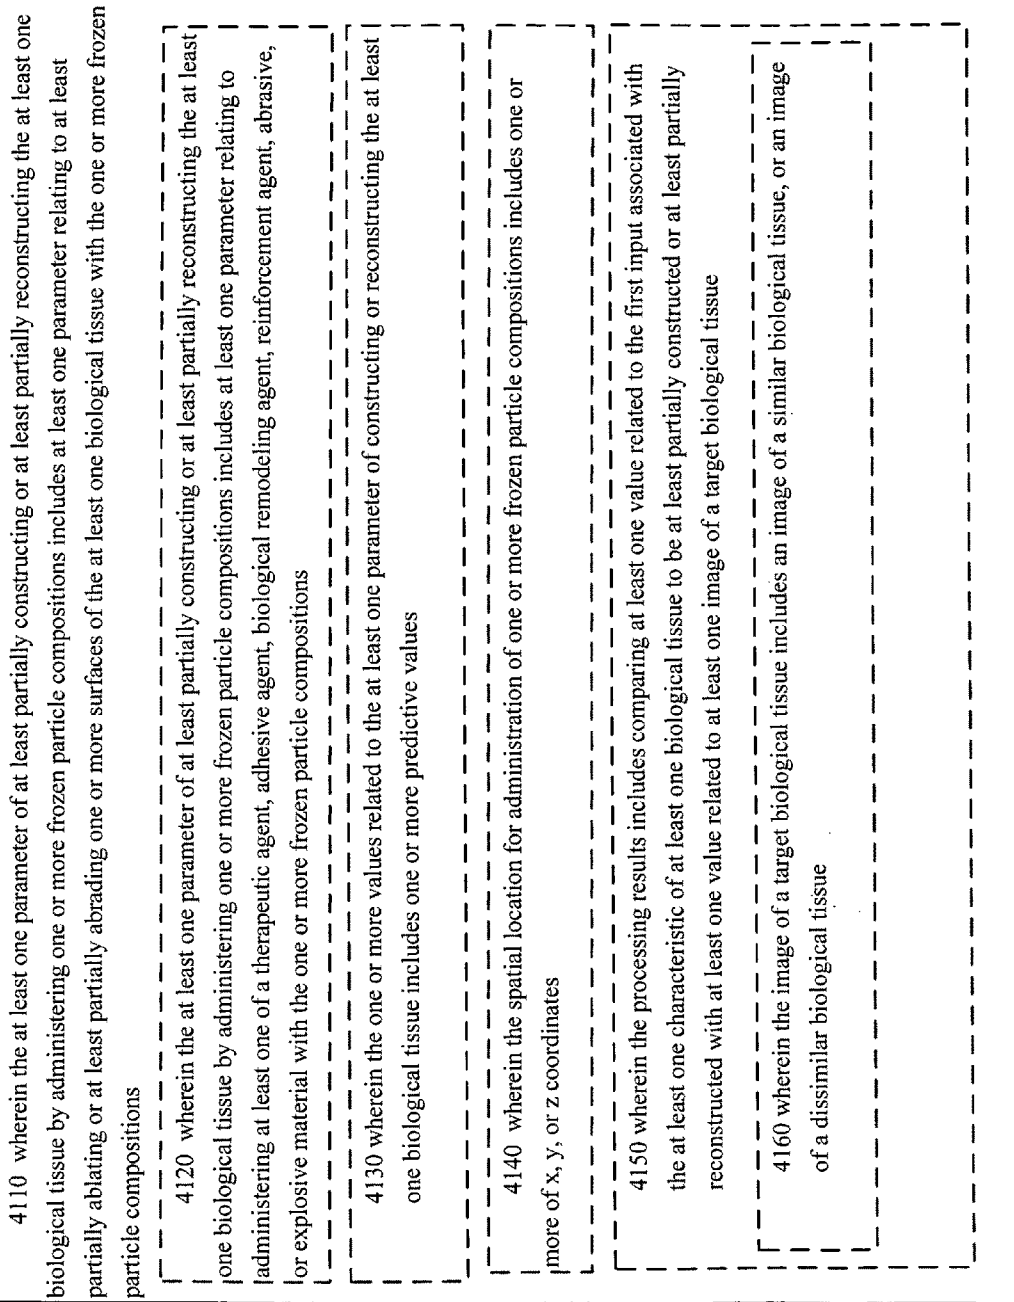 4110 wherein the at least one parameter of at least partially constructing or at least partially reconstructing the at least one
biological tissue by administering one or more frozen particle compositions includes at least one parameter relating to at least
partially ablating or at least partially abrading one or more surfaces of the at least one biological tissue with the one or more frozen
particle compositions
4120 wherein the at least one parameter of at least partially constructing or at least partially reconstructing the at least
one biological tissue by administering one or more frozen particle compositions includes at least one parameter relating to
administering at least one of a therapeutic agent, adhesive agent, biological remodeling agent, reinforcement agent, abrasive,
or explosive material with the one or more frozen particle compositions
4130 wherein the one or more values related to the at least one parameter of constructing or reconstructing the at least
one biological tissue includes one or more predictive values
4140 wherein the spatial location for administration of one or more frozen particle compositions includes one or
more of x, y, or z coordinates
4150 wherein the processing results includes comparing at least one value related to the first input associated with
the at least one characteristic of at least one biological tissue to be at least partially constructed or at least partially
reconstructed with at least one value related to at least one image of a target biological tissue
4160 wherein the image of a target biological tissue includes an image of a similar biological tissue, or an image
of a dissimilar biological tissue